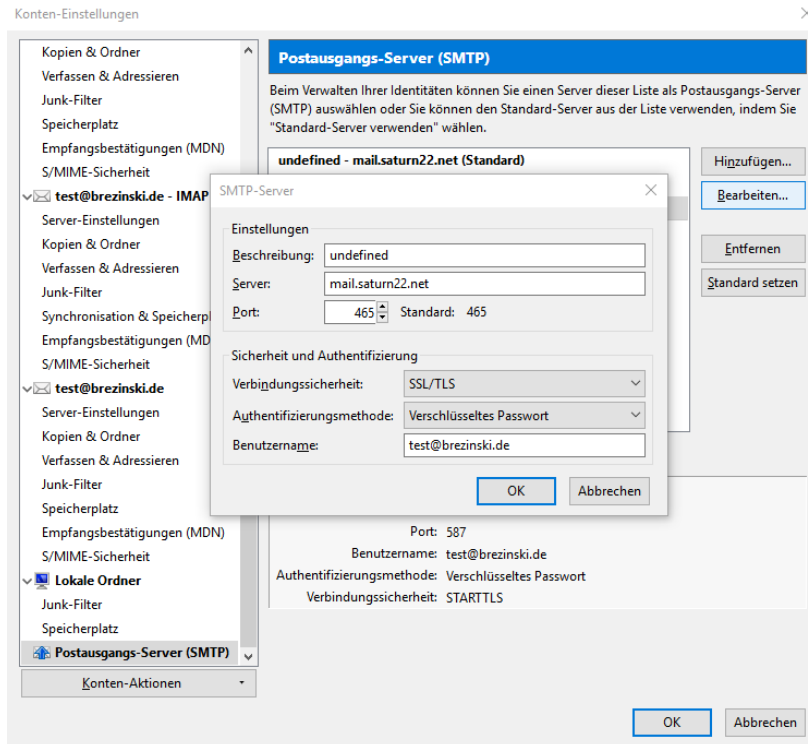 Konten-Einstellungen
Kopien & Ordner
Verfassen & Adressieren
Junk-Filter
Speicherplatz
Empfangsbestätigungen (MDN)
S/MIME-Sicherheit
test@brezinski.de - IMAP
Server-Einstellungen
Kopien & Ordner
Verfassen & Adressieren
Junk-Filter
Synchronisation & Speicherpl
Empfangsbestätigungen (MD
S/MIME-Sicherheit
test@brezinski.de
Server-Einstellungen
Kopien & Ordner
Verfassen & Adressieren
Junk-Filter
Speicherplatz
Empfangsbestätigungen (MDN)
S/MIME-Sicherheit
Lokale Ordner
Junk-Filter
Speicherplatz
Postausgangs-Server (SMTP)
Konten-Aktionen
Postausgangs-Server (SMTP)
Beim Verwalten Ihrer Identitäten können Sie einen Server dieser Liste als Postausgangs-Server
(SMTP) auswählen oder Sie können den Standard-Server aus der Liste verwenden, indem Sie
"Standard-Server verwenden" wählen.
undefined - mail.saturn22.net (Standard)
Hinzufügen...
Bearbeiten...
Entfernen
Standard setzen
SMTP-Server
Einstellungen
Beschreibung: undefined
Server: mail.saturn22.net
Port: 465 Standard: 465
Sicherheit und Authentifizierung
Verbindungssicherheit: SSL/TLS
Authentifizierungsmethode: Verschlüsseltes Passwort
Benutzername: test@brezinski.de
OK Abbrechen
Port: 587
Benutzername: test@brezinski.de
Authentifizierungsmethode: Verschlüsseltes Passwort
Verbindungssicherheit: STARTTLS
OK Abbrechen